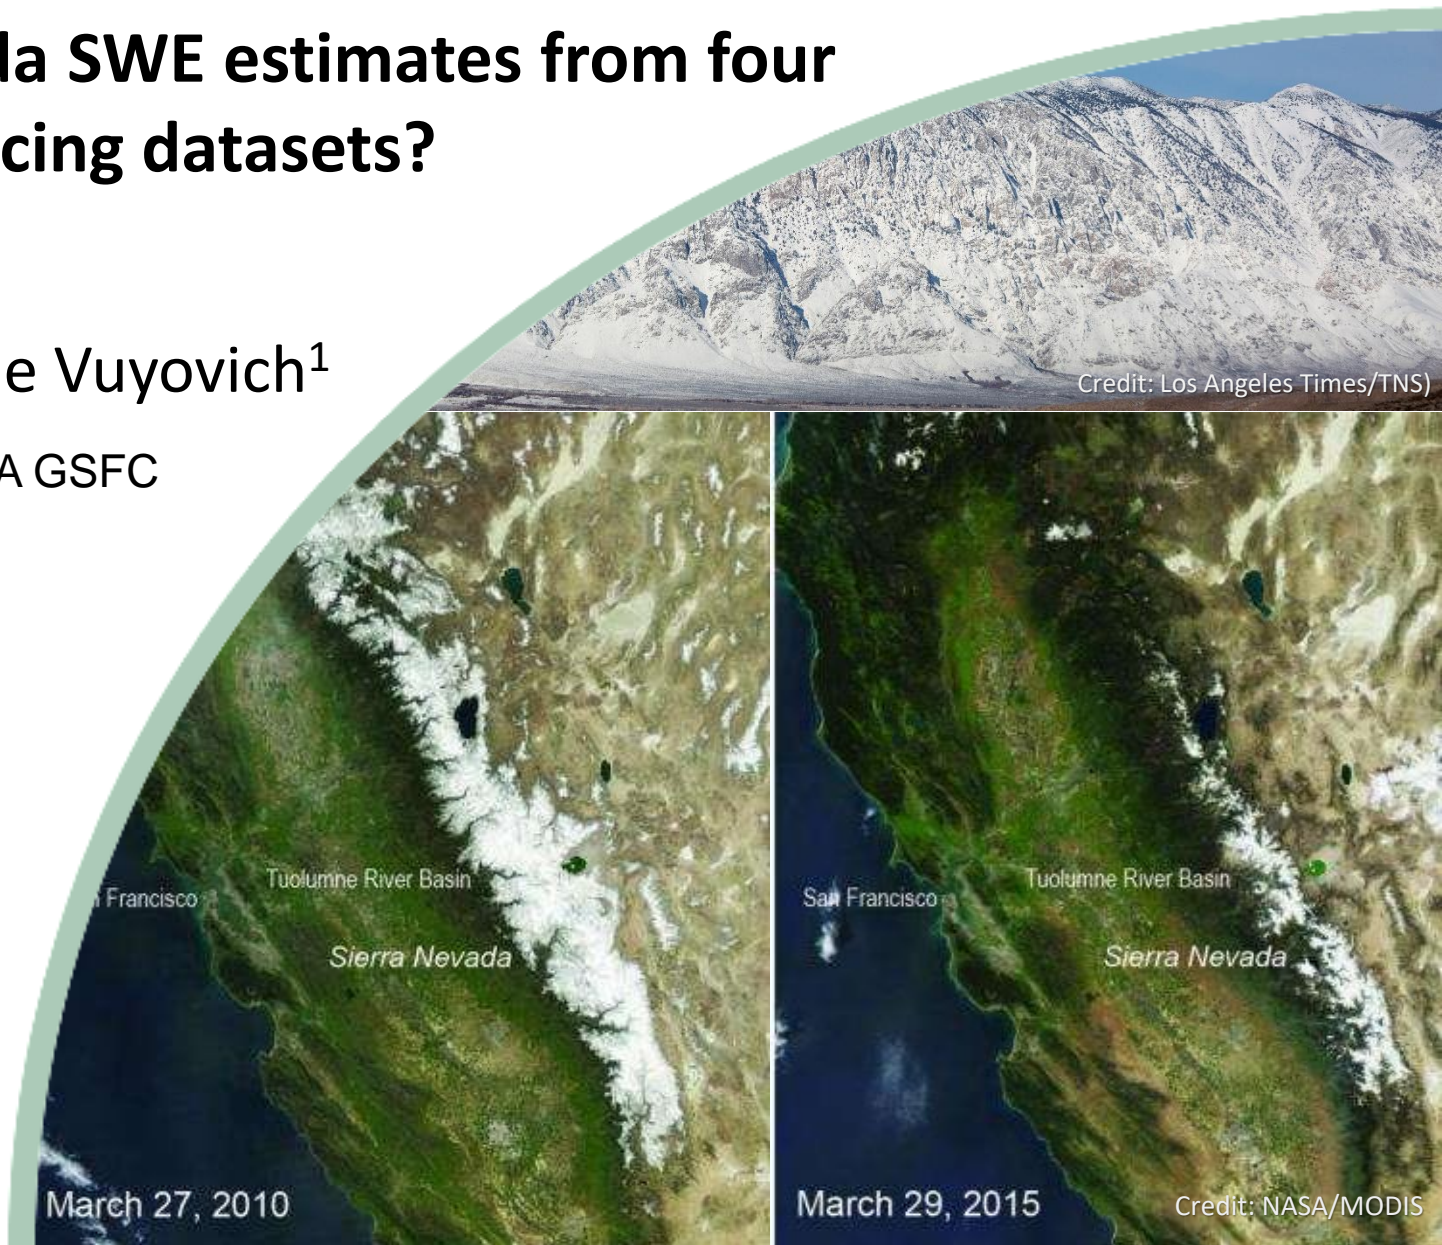 da SWE estimates from four
cing datasets?
e Vuyovich¹
A GSFC
Credit: Los Angeles Times/TNS)
Tuolumne River Basin
Francisco
Sierra Nevada
March 27, 2010
Tuolumne River Basin
San Francisco
Sierra Nevada
March 29, 2015
Credit: NASA/MODIS